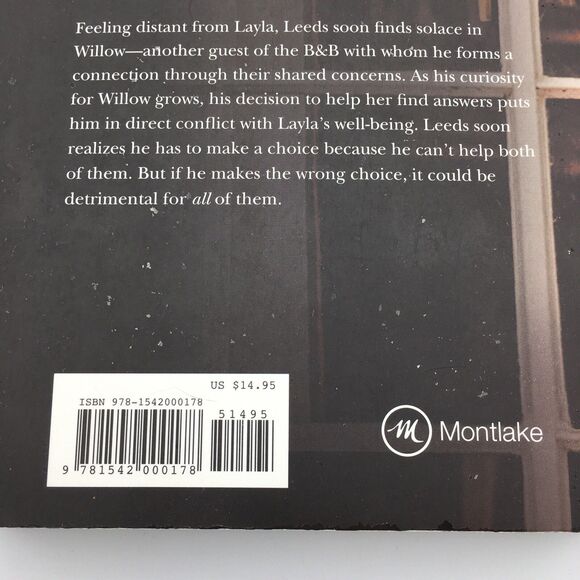 Feeling distant from Layla, Leeds soon finds solace in
Willow—another guest of the B&B with whom he forms a
connection through their shared concerns. As his curiosity
for Willow grows, his decision to help her find answers puts
him in direct conflict with Layla’s well-being. Leeds soon
realizes he has to make a choice because he can’t help both
of them. But if he makes the wrong choice, it could be
detrimental for all of them.
US $14.95
ISBN 978-1542000178
51495
9 781542 000178
M Montlake